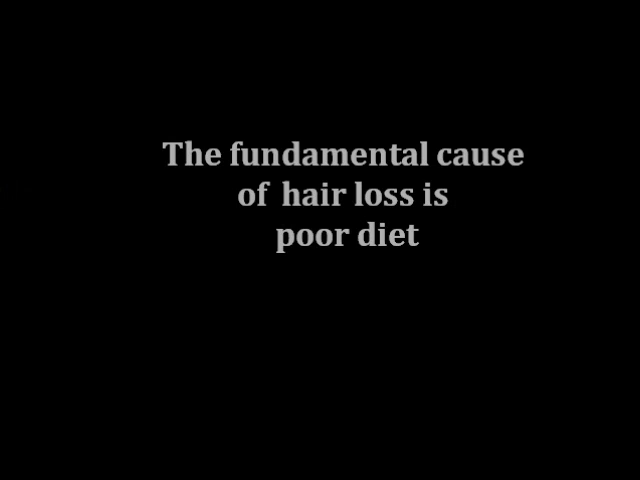 The fundamental cause
of hair loss is
poor diet